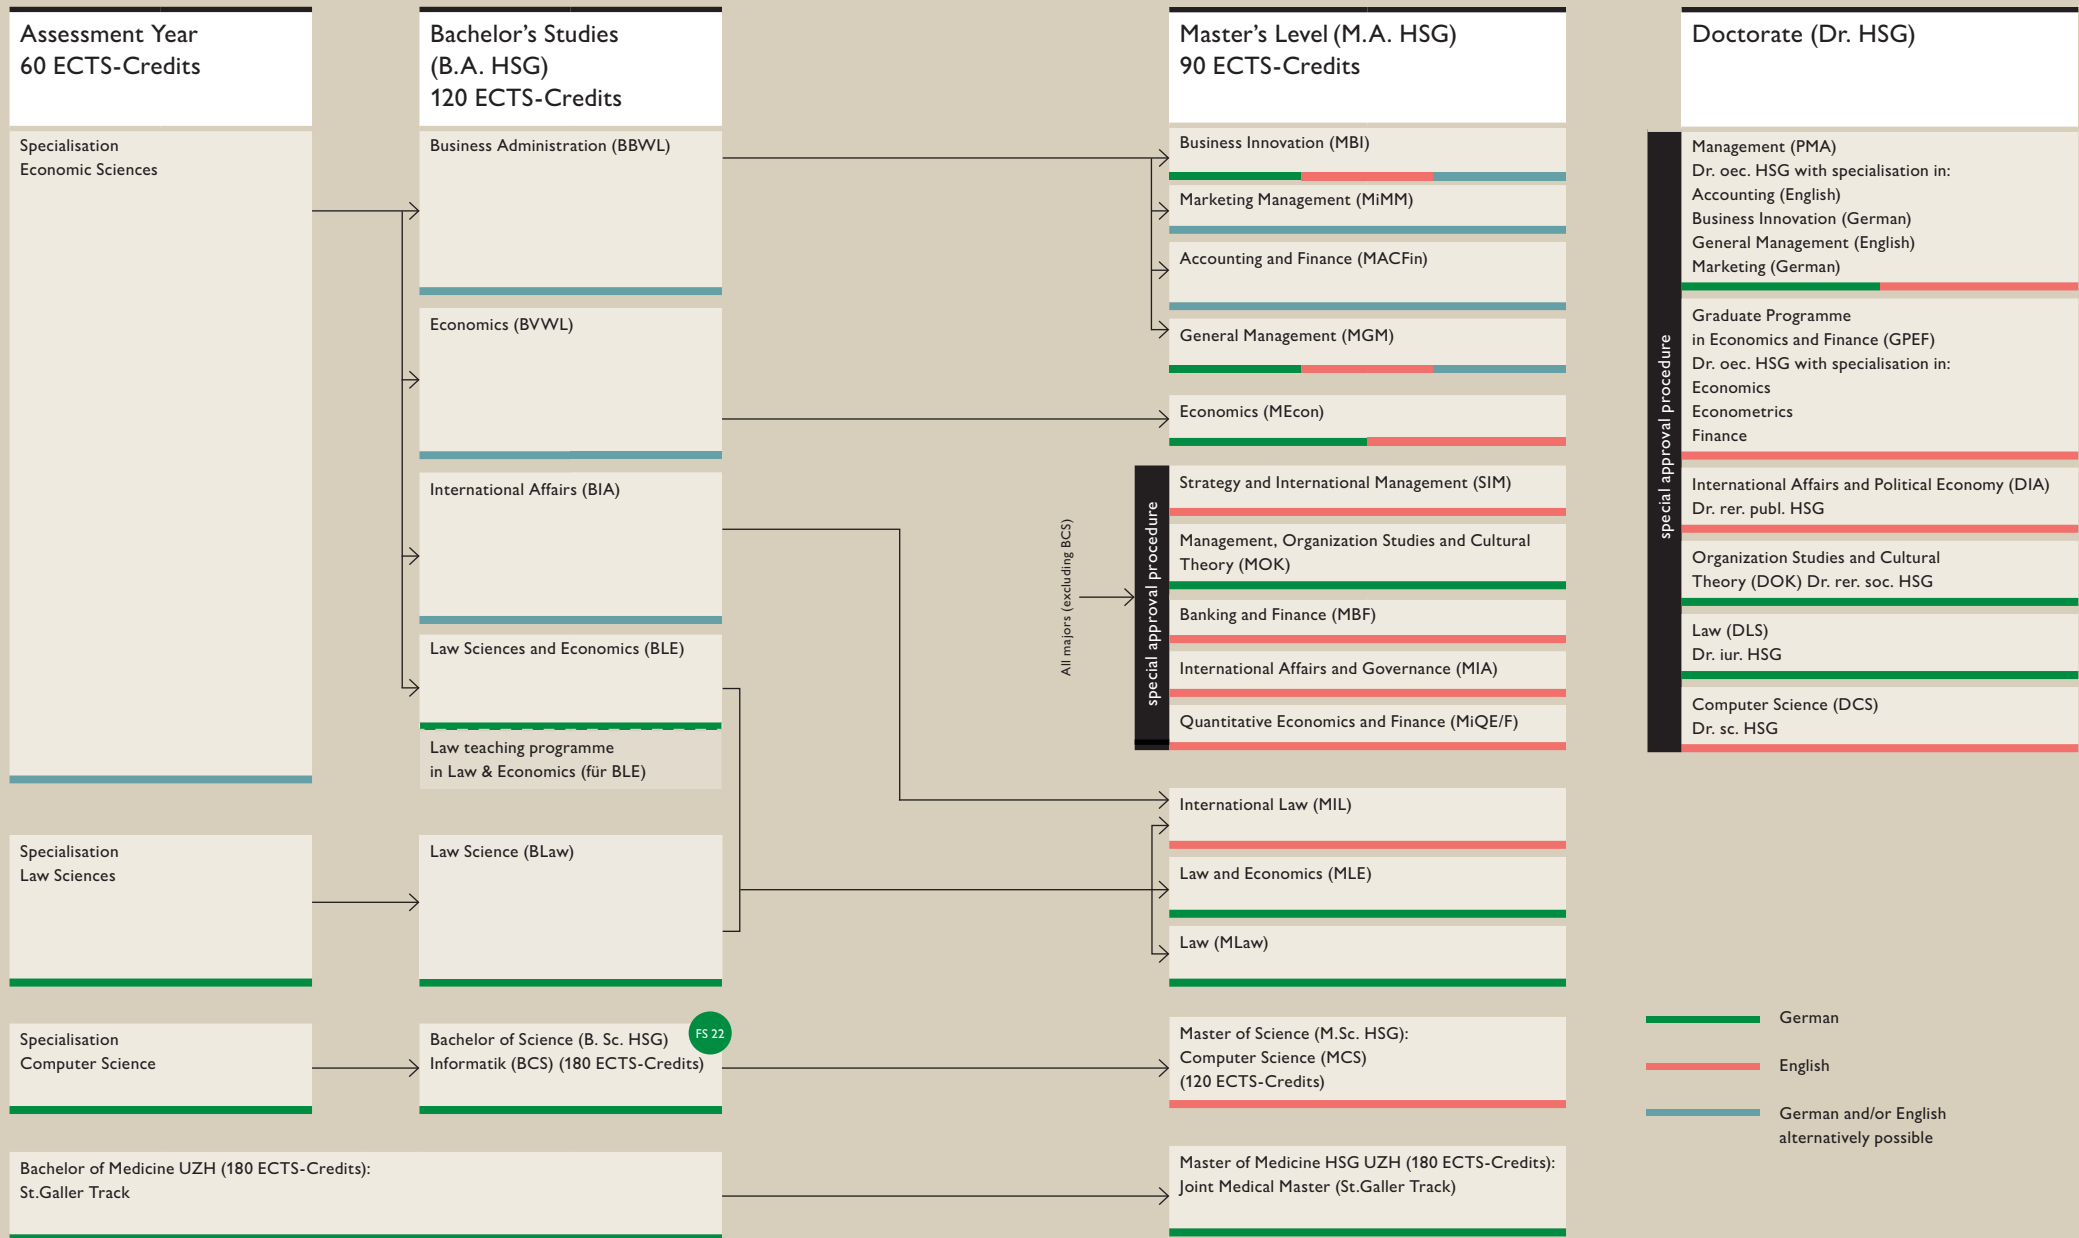 Assessment Year
60 ECTS-Credits
Specialisation
Economic Sciences
Specialisation
Law Sciences
Specialisation
Computer Science
Bachelor of Medicine UZH (180 ECTS-Credits):
St.Galler Track
Bachelor's Studies
(B.A. HSG)
120 ECTS-Credits
Business Administration (BBWL)
Economics (BVWL)
International Affairs (BIA)
Law Sciences and Economics (BLE)
Law teaching programme
in Law & Economics (für BLE)
Law Science (BLaw)
FS 22
Bachelor of Science (B. Sc. HSG)
Informatik (BCS) (180 ECTS-Credits)
All majors (excluding BCS)
special approval procedure
Master's Level (M.A. HSG)
90 ECTS-Credits
Business Innovation (MBI)
Marketing Management (MiMM)
Accounting and Finance (MACFin)
General Management (MGM)
Economics (MEcon)
Strategy and International Management (SIM)
Management, Organization Studies and Cultural
Theory (MOK)
Banking and Finance (MBF)
International Affairs and Governance (MIA)
Quantitative Economics and Finance (MiQE/F)
International Law (MIL)
Law and Economics (MLE)
Law (MLaw)
Master of Science (M.Sc. HSG):
Computer Science (MCS)
(120 ECTS-Credits)
Master of Medicine HSG UZH (180 ECTS-Credits):
Joint Medical Master (St.Galler Track)
special approval procedure
Doctorate (Dr. HSG)
Management (PMA)
Dr. oec. HSG with specialisation in:
Accounting (English)
Business Innovation (German)
General Management (English)
Marketing (German)
Graduate Programme
in Economics and Finance (GPEF)
Dr. oec. HSG with specialisation in:
Economics
Econometrics
Finance
International Affairs and Political Economy (DIA)
Dr. rer. publ. HSG
Organization Studies and Cultural
Theory (DOK) Dr. rer. soc. HSG
Law (DLS)
Dr. iur. HSG
Computer Science (DCS)
Dr. sc. HSG
German
English
German and/or English
alternatively possible